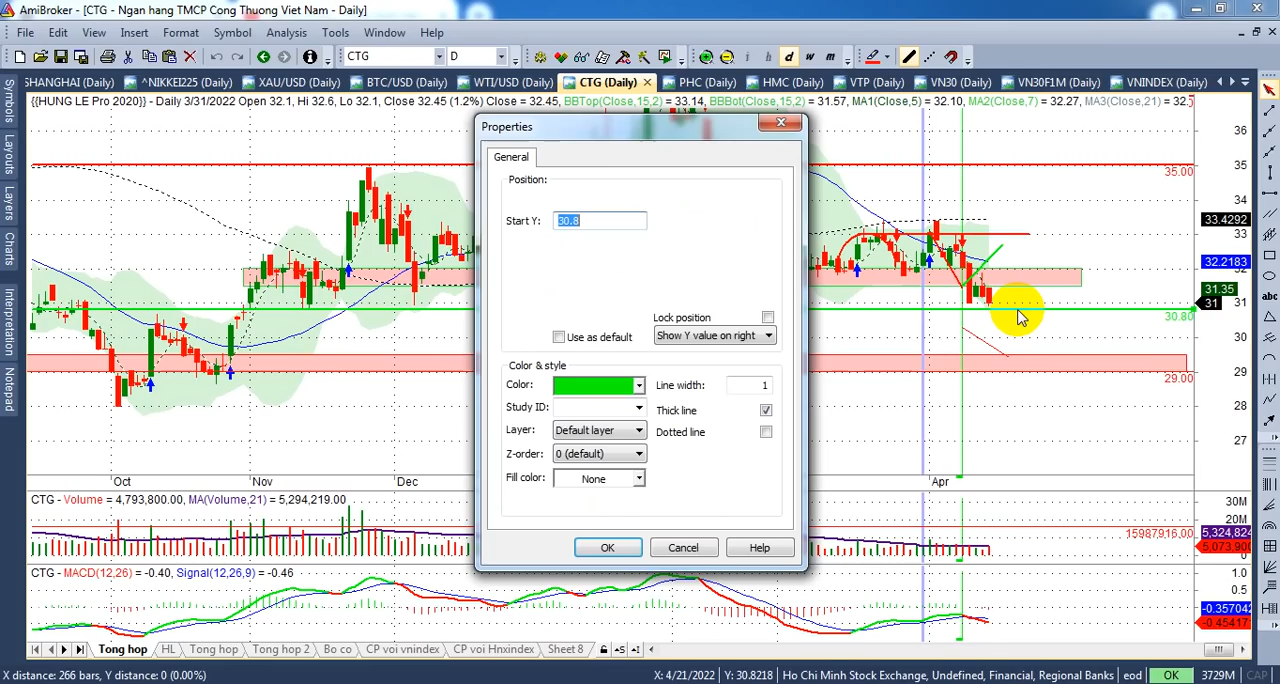 AmiBroker - [CTG - Ngan hang TMCP Cong Thuong Viet Nam - Daily]
File Edit View Insert Format Symbol Analysis Tools Window Help
CTG D i h d w m
SHANGHAI (Daily) ^NIKKEI225 (Daily) XAU/USD (Daily) BTC/USD (Daily) WTI/USD (Daily) CTG (Daily) PHC (Daily) HMC (Daily) VTP (Daily) VN30 (Daily) VN30F1M (Daily) VNINDEX (Daily)
{{HUNG LE Pro 2020}} - Daily 3/31/2022 Open 32.1, Hi 32.6, Lo 32.1, Close 32.45 (1.2%) Close = 32.45, BBTop(Close,15,2) = 33.14, BBBot(Close,15,2) = 31.57, MA1(Close,5) = 32.10, MA2(Close,7) = 32.27, MA3(Close,21) = 32.
Symbols
Layouts
Layers
Charts
Interpretation
Notepad
Properties
General
Position:
Start Y: 30.8
Lock position
Use as default Show Y value on right
Color & style
Color: Line width: 1
Study ID: Thick line
Layer: Default layer Dotted line
Z-order: 0 (default)
Fill color: None
OK Cancel Help
36
35
35.00
34
33.4292
33
32.2183
32
31.35
31
30.80
30
29.00
29
28
27
Oct Nov Dec Apr
abc
CTG - Volume = 4,793,800.00, MA(Volume,21) = 5,294,219.00
30M
20M
15987916.00
5,324,824
5,073,900
0
CTG - MACD(12,26) = -0.40, Signal(12,26,9) = -0.46
1.0
0.5
-0.357042
-0.454171
Tong hop HL Tong hop Tong hop 2 Bo co CP voi vnindex CP voi Hnxindex Sheet 8
X distance: 266 bars, Y distance: 0 (0.00%) X: 4/21/2022 Y: 30.8218 Ho Chi Minh Stock Exchange, Undefined, Financial, Regional Banks eod OK 3729M CAP